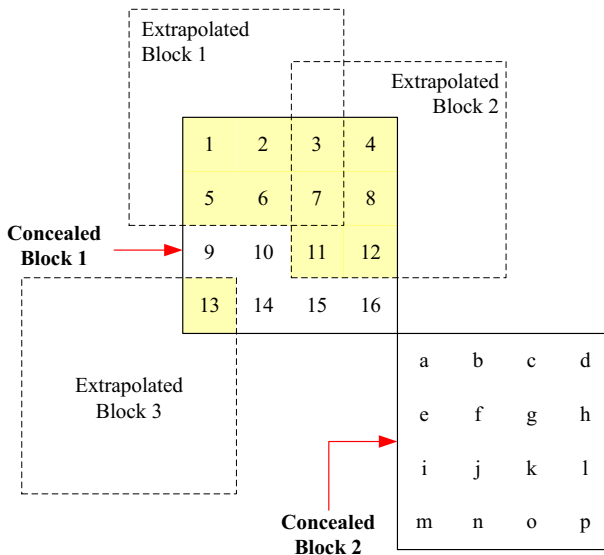 Extrapolated
Block 1
Extrapolated
Block 2
1 2 3 4
5 6 7 8
Concealed
Block 1
9 10 11 12
13 14 15 16
Extrapolated
Block 3
a b c d
e f g h
i j k l
m n o p
Concealed
Block 2